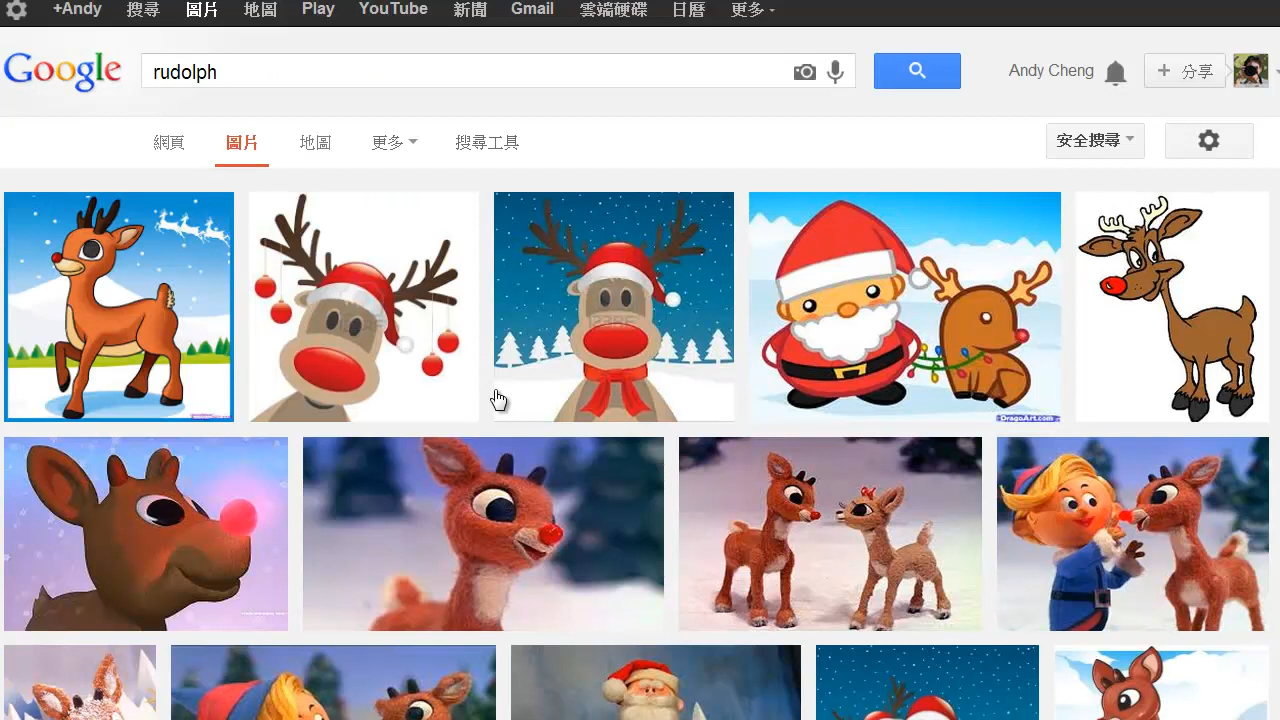 +Andy 搜尋 圖片 地圖 Play YouTube 新聞 Gmail 雲端硬碟 日曆 更多
Google rudolph Andy Cheng + 分享
網頁 圖片 地圖 更多 搜尋工具 安全搜尋
DragoArt.com